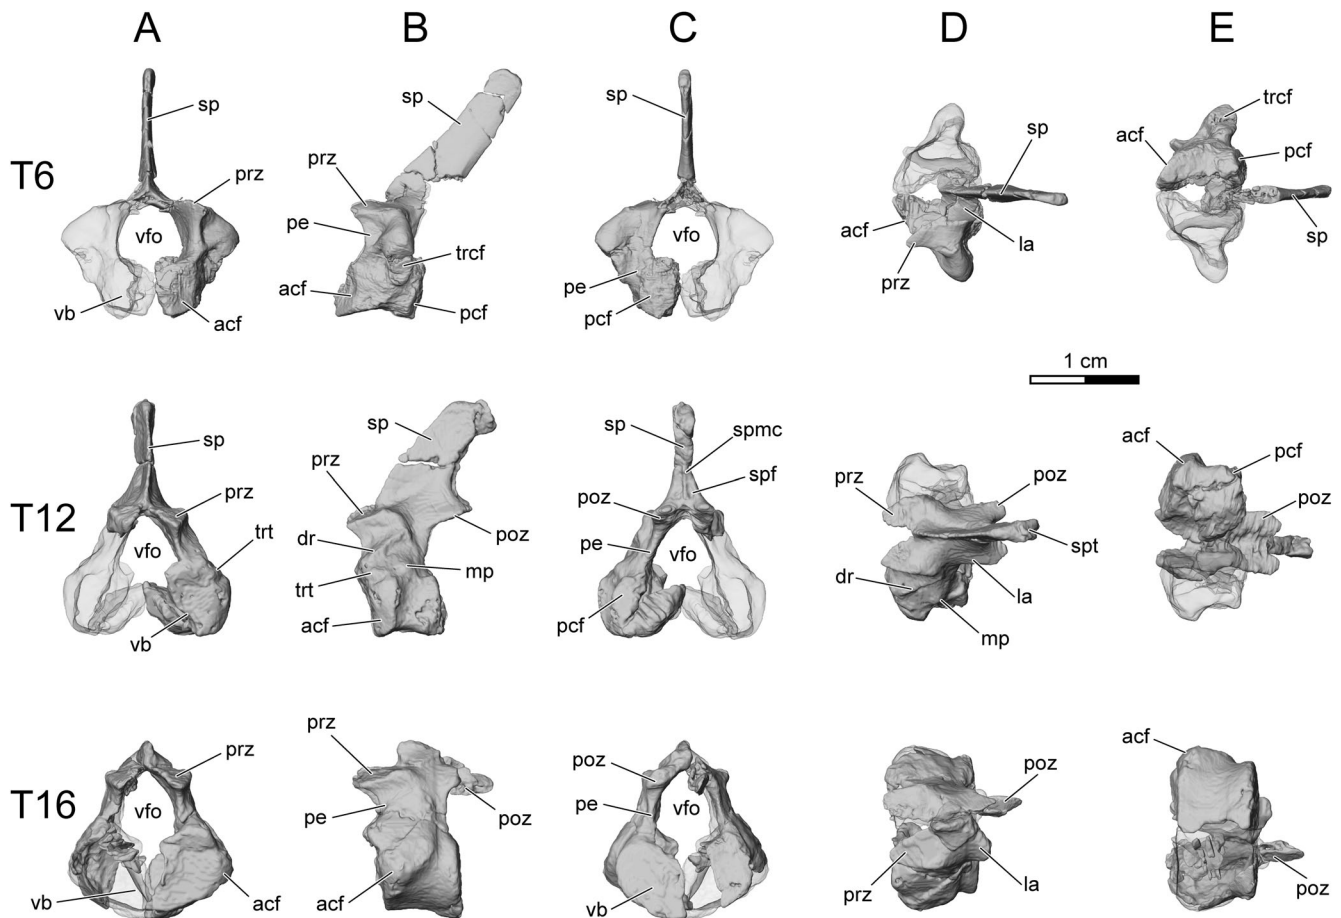 A B C D E
T6
sp
prz
vfo
vb
acf
sp
prz
pe
trcf
acf
pcf
sp
vfo
pe
pcf
sp
acf
la
prz
trcf
acf
pcf
sp
1 cm
T12
sp
prz
trt
vfo
vb
sp
prz
dr
poz
trt
mp
acf
sp
spmc
spf
poz
pe
vfo
pcf
prz
poz
spt
dr
la
mp
acf
pcf
poz
T16
prz
vfo
vb
acf
prz
pe
poz
acf
poz
pe
vfo
vb
poz
prz
la
acf
poz